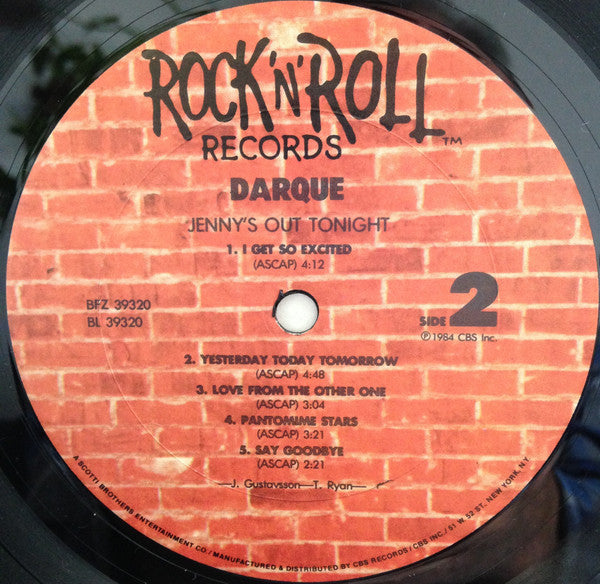 ROCK 'N' ROLL™
RECORDS
DARQUE
JENNY'S OUT TONIGHT
1. I GET SO EXCITED
(ASCAP) 4:12
BFZ 39320
BL 39320
SIDE 2
℗1984 CBS Inc.
2. YESTERDAY TODAY TOMORROW
(ASCAP) 4:48
3. LOVE FROM THE OTHER ONE
(ASCAP) 3:04
4. PANTOMIME STARS
(ASCAP) 3:21
5. SAY GOODBYE
(ASCAP) 2:21
—J. Gustavsson—T. Ryan—
A SCOTTI BROTHERS ENTERTAINMENT CO./MANUFACTURED & DISTRIBUTED BY CBS RECORDS/CBS INC./51 W. 52 ST. NEW YORK, N.Y.